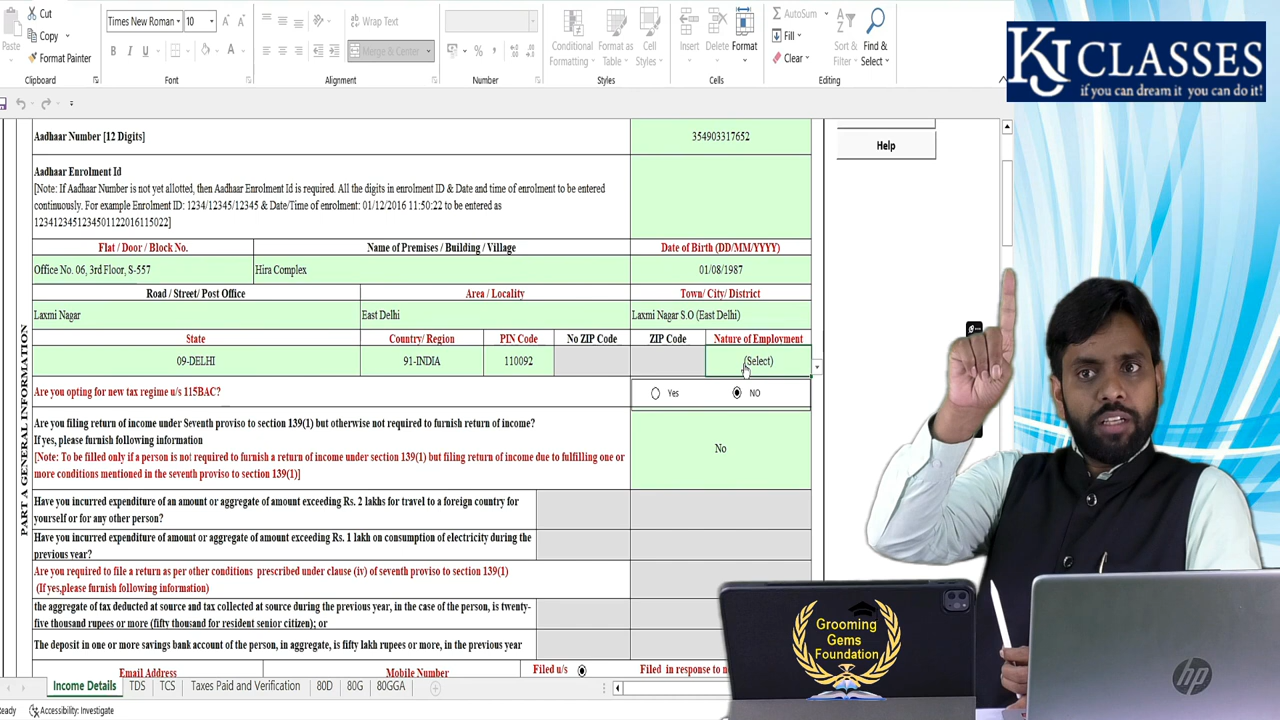 Cut
Copy
Format Painter
Paste
Clipboard
Times New Roman
10
A A
B I U
Font
Wrap Text
Merge & Center
Alignment
% ,
Number
Conditional Formatting
Format as Table
Cell Styles
Styles
Insert
Delete
Format
Cells
AutoSum
Fill
Clear
Sort & Filter
Find & Select
Editing
KJ CLASSES
if you can dream it you can do it!
Aadhaar Number [12 Digits]
354903317652
Help
Aadhaar Enrolment Id
[Note: If Aadhaar Number is not yet allotted, then Aadhaar Enrolment Id is required. All the digits in enrolment ID & Date and time of enrolment to be entered
continuously. For example Enrolment ID: 1234/12345/12345 & Date/Time of enrolment: 01/12/2016 11:50:22 to be entered as
1234123451234501122016115022]
Flat / Door / Block No.
Name of Premises / Building / Village
Date of Birth (DD/MM/YYYY)
Office No. 06, 3rd Floor, S-557
Hira Complex
01/08/1987
Road / Street/ Post Office
Area / Locality
Town/ City/ District
Laxmi Nagar
East Delhi
Laxmi Nagar S.O (East Delhi)
State
Country/ Region
PIN Code
No ZIP Code
ZIP Code
Nature of Employment
09-DELHI
91-INDIA
110092
(Select)
Are you opting for new tax regime u/s 115BAC?
Yes
NO
Are you filing return of income under Seventh proviso to section 139(1) but otherwise not required to furnish return of income?
If yes, please furnish following information
[Note: To be filled only if a person is not required to furnish a return of income under section 139(1) but filing return of income due to fulfilling one or
more conditions mentioned in the seventh proviso to section 139(1)]
No
Have you incurred expenditure of an amount or aggregate of amount exceeding Rs. 2 lakhs for travel to a foreign country for
yourself or for any other person?
Have you incurred expenditure of amount or aggregate of amount exceeding Rs. 1 lakh on consumption of electricity during the
previous year?
Are you required to file a return as per other conditions prescribed under clause (iv) of seventh proviso to section 139(1)
(If yes,please furnish following information)
the aggregate of tax deducted at source and tax collected at source during the previous year, in the case of the person, is twenty-
five thousand rupees or more (fifty thousand for resident senior citizen); or
The deposit in one or more savings bank account of the person, in aggregate, is fifty lakh rupees or more, in the previous year
Email Address
Mobile Number
Filed u/s
Filed in response to
PART A GENERAL INFORMATION
Income Details
TDS
TCS
Taxes Paid and Verification
80D
80G
80GGA
Accessibility: Investigate
Grooming
Gems
Foundation
hp